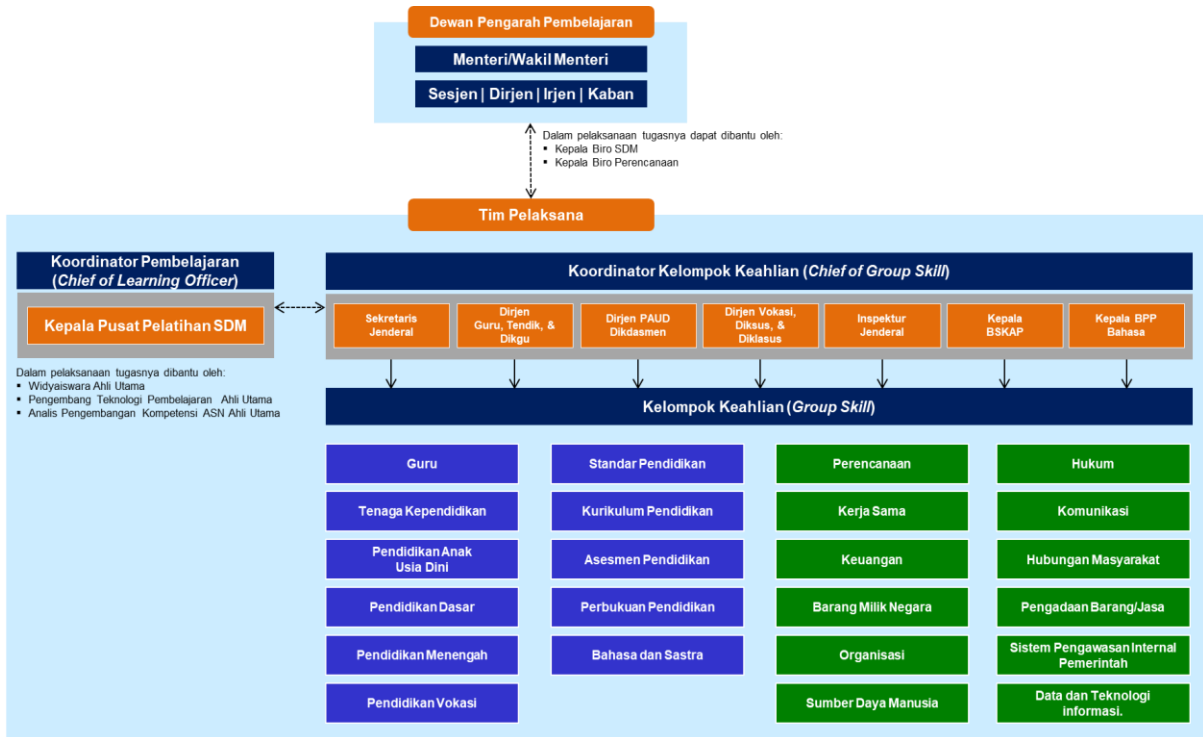 Dewan Pengarah Pembelajaran
Menteri/Wakil Menteri
Sesjen | Dirjen | Irjen | Kaban
Dalam pelaksanaan tugasnya dapat dibantu oleh:
▪ Kepala Biro SDM
▪ Kepala Biro Perencanaan
Tim Pelaksana
Koordinator Pembelajaran
(Chief of Learning Officer)
Kepala Pusat Pelatihan SDM
Dalam pelaksanaan tugasnya dibantu oleh:
▪ Widyaiswara Ahli Utama
▪ Pengembang Teknologi Pembelajaran Ahli Utama
▪ Analis Pengembangan Kompetensi ASN Ahli Utama
Koordinator Kelompok Keahlian (Chief of Group Skill)
Sekretaris
Jenderal
Dirjen
Guru, Tendik, &
Dikgu
Dirjen PAUD
Dikdasmen
Dirjen Vokasi,
Diksus, &
Diklasus
Inspektur
Jenderal
Kepala
BSKAP
Kepala BPP
Bahasa
Kelompok Keahlian (Group Skill)
Guru
Tenaga Kependidikan
Pendidikan Anak
Usia Dini
Pendidikan Dasar
Pendidikan Menengah
Pendidikan Vokasi
Standar Pendidikan
Kurikulum Pendidikan
Asesmen Pendidikan
Perbukuan Pendidikan
Bahasa dan Sastra
Perencanaan
Kerja Sama
Keuangan
Barang Milik Negara
Organisasi
Sumber Daya Manusia
Hukum
Komunikasi
Hubungan Masyarakat
Pengadaan Barang/Jasa
Sistem Pengawasan Internal
Pemerintah
Data dan Teknologi
informasi.